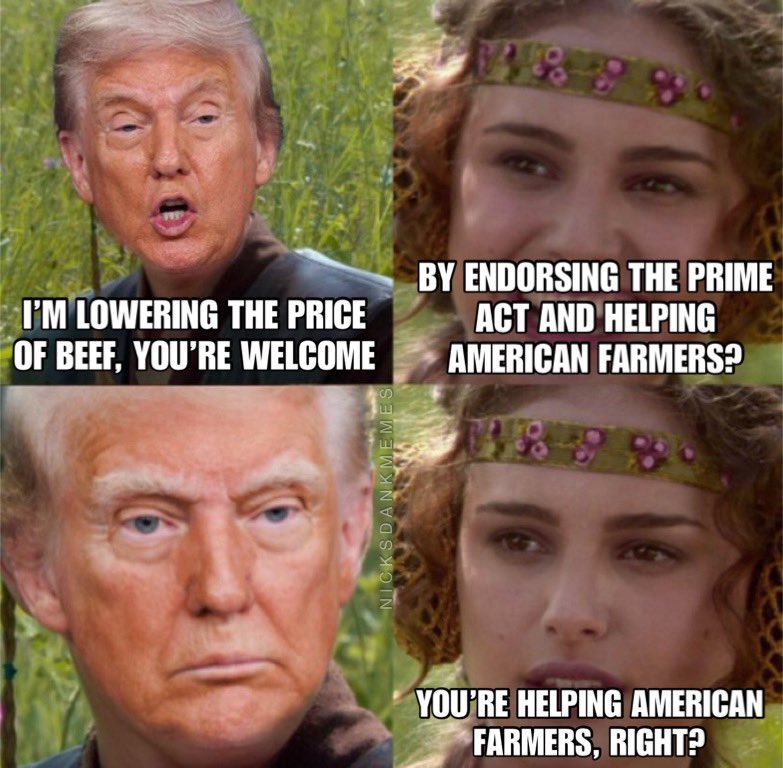 I'M LOWERING THE PRICE
OF BEEF, YOU'RE WELCOME
BY ENDORSING THE PRIME
ACT AND HELPING
AMERICAN FARMERS?
NICKSDANKMEMES
YOU'RE HELPING AMERICAN
FARMERS, RIGHT?